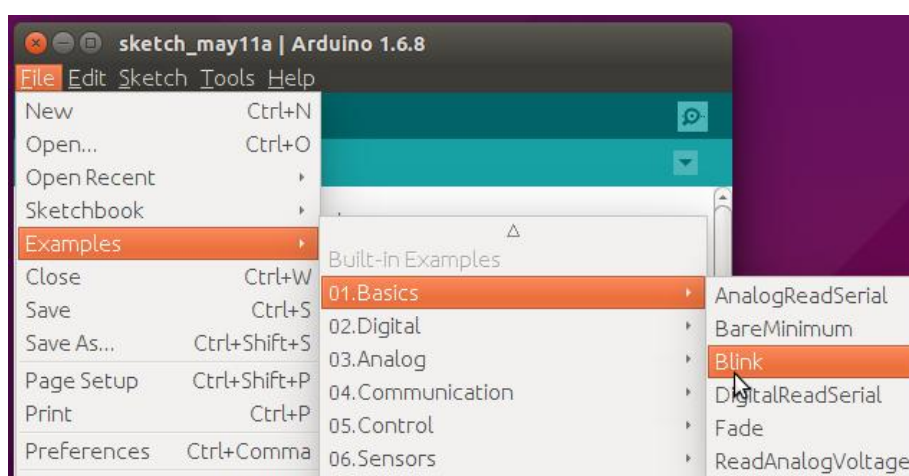 sketch_may11a | Arduino 1.6.8
File Edit Sketch Tools Help
New Ctrl+N
Open... Ctrl+O
Open Recent
Sketchbook
Examples
Close Ctrl+W
Save Ctrl+S
Save As... Ctrl+Shift+S
Page Setup Ctrl+Shift+P
Print Ctrl+P
Preferences Ctrl+Comma
Built-in Examples
01.Basics
02.Digital
03.Analog
04.Communication
05.Control
06.Sensors
AnalogReadSerial
BareMinimum
Blink
DigitalReadSerial
Fade
ReadAnalogVoltage